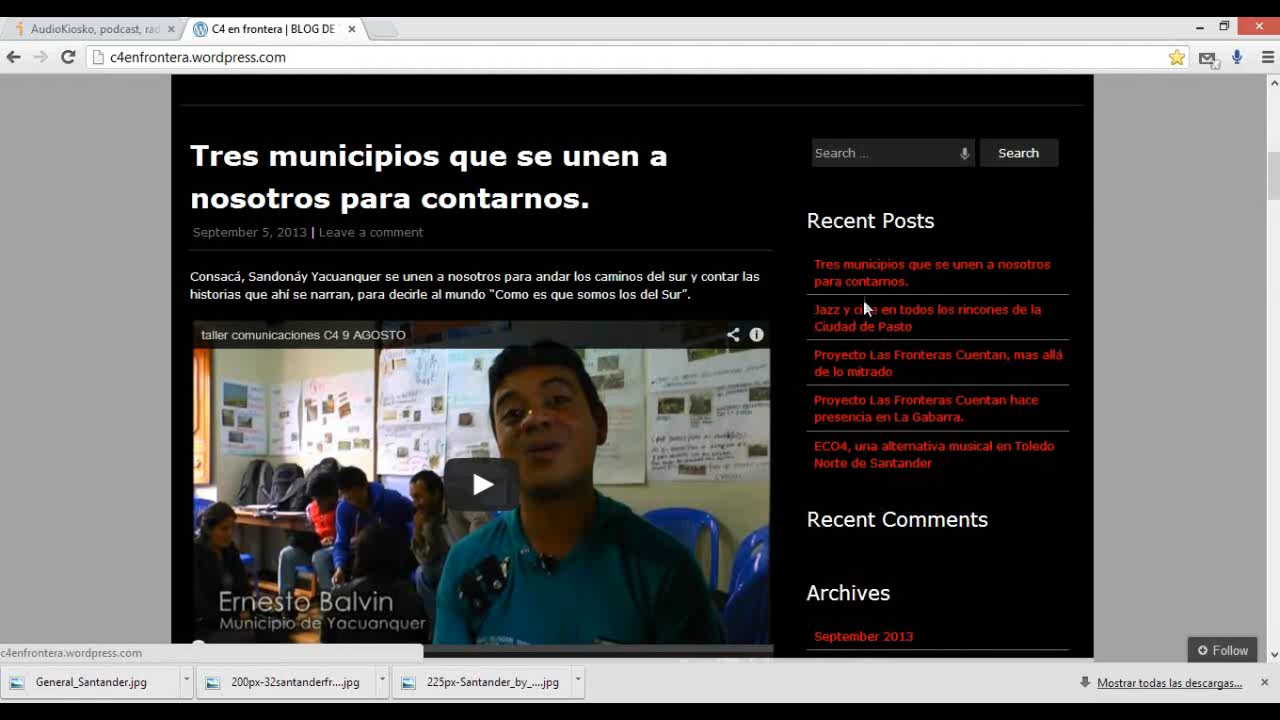 AudioKiosko, podcast, rad
C4 en frontera | BLOG DE
c4enfrontera.wordpress.com
Tres municipios que se unen a
nosotros para contarnos.
September 5, 2013 | Leave a comment
Consacá, Sandonáy Yacuanquer se unen a nosotros para andar los caminos del sur y contar las
historias que ahí se narran, para decirle al mundo “Como es que somos los del Sur”.
taller comunicaciones C4 9 AGOSTO
Ernesto Balvin
Municipio de Yacuanquer
Search ...
Search
Recent Posts
Tres municipios que se unen a nosotros
para contarnos.
Jazz y cine en todos los rincones de la
Ciudad de Pasto
Proyecto Las Fronteras Cuentan, mas allá
de lo mitrado
Proyecto Las Fronteras Cuentan hace
presencia en La Gabarra.
ECO4, una alternativa musical en Toledo
Norte de Santander
Recent Comments
Archives
September 2013
Follow
c4enfrontera.wordpress.com
General_Santander.jpg
200px-32santanderfr....jpg
225px-Santander_by_....jpg
Mostrar todas las descargas...